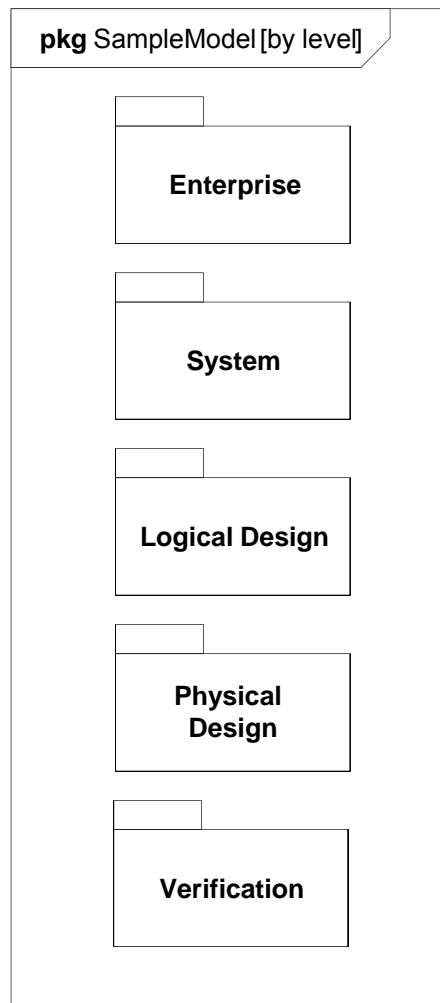 pkg SampleModel [by level]
Enterprise
System
Logical Design
Physical
Design
Verification